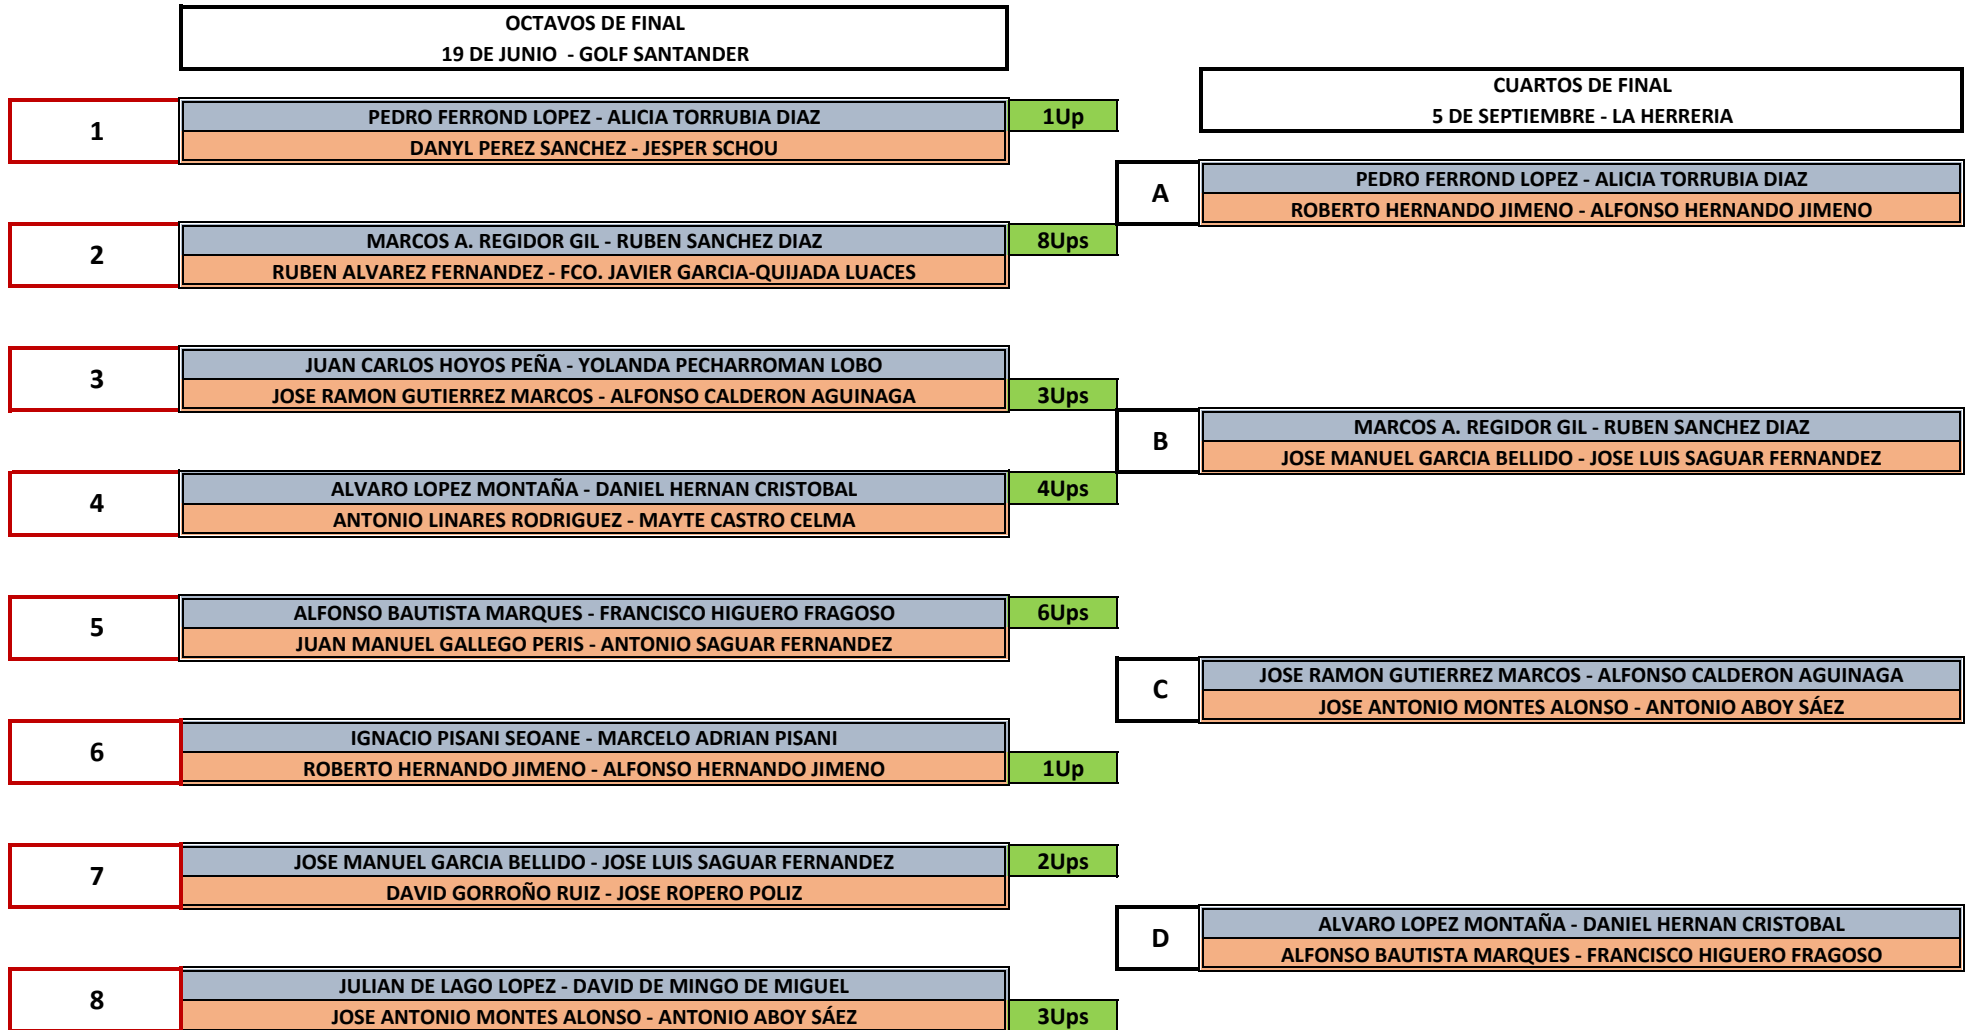 OCTAVOS DE FINAL
19 DE JUNIO - GOLF SANTANDER
1
PEDRO FERROND LOPEZ - ALICIA TORRUBIA DIAZ
1Up
DANYL PEREZ SANCHEZ - JESPER SCHOU
2
MARCOS A. REGIDOR GIL - RUBEN SANCHEZ DIAZ
8Ups
RUBEN ALVAREZ FERNANDEZ - FCO. JAVIER GARCIA-QUIJADA LUACES
3
JUAN CARLOS HOYOS PEÑA - YOLANDA PECHARROMAN LOBO
JOSE RAMON GUTIERREZ MARCOS - ALFONSO CALDERON AGUINAGA
3Ups
4
ALVARO LOPEZ MONTAÑA - DANIEL HERNAN CRISTOBAL
4Ups
ANTONIO LINARES RODRIGUEZ - MAYTE CASTRO CELMA
5
ALFONSO BAUTISTA MARQUES - FRANCISCO HIGUERO FRAGOSO
6Ups
JUAN MANUEL GALLEGO PERIS - ANTONIO SAGUAR FERNANDEZ
6
IGNACIO PISANI SEOANE - MARCELO ADRIAN PISANI
ROBERTO HERNANDO JIMENO - ALFONSO HERNANDO JIMENO
1Up
7
JOSE MANUEL GARCIA BELLIDO - JOSE LUIS SAGUAR FERNANDEZ
2Ups
DAVID GORROÑO RUIZ - JOSE ROPERO POLIZ
8
JULIAN DE LAGO LOPEZ - DAVID DE MINGO DE MIGUEL
JOSE ANTONIO MONTES ALONSO - ANTONIO ABOY SÁEZ
3Ups
CUARTOS DE FINAL
5 DE SEPTIEMBRE - LA HERRERIA
A
PEDRO FERROND LOPEZ - ALICIA TORRUBIA DIAZ
ROBERTO HERNANDO JIMENO - ALFONSO HERNANDO JIMENO
B
MARCOS A. REGIDOR GIL - RUBEN SANCHEZ DIAZ
JOSE MANUEL GARCIA BELLIDO - JOSE LUIS SAGUAR FERNANDEZ
C
JOSE RAMON GUTIERREZ MARCOS - ALFONSO CALDERON AGUINAGA
JOSE ANTONIO MONTES ALONSO - ANTONIO ABOY SÁEZ
D
ALVARO LOPEZ MONTAÑA - DANIEL HERNAN CRISTOBAL
ALFONSO BAUTISTA MARQUES - FRANCISCO HIGUERO FRAGOSO